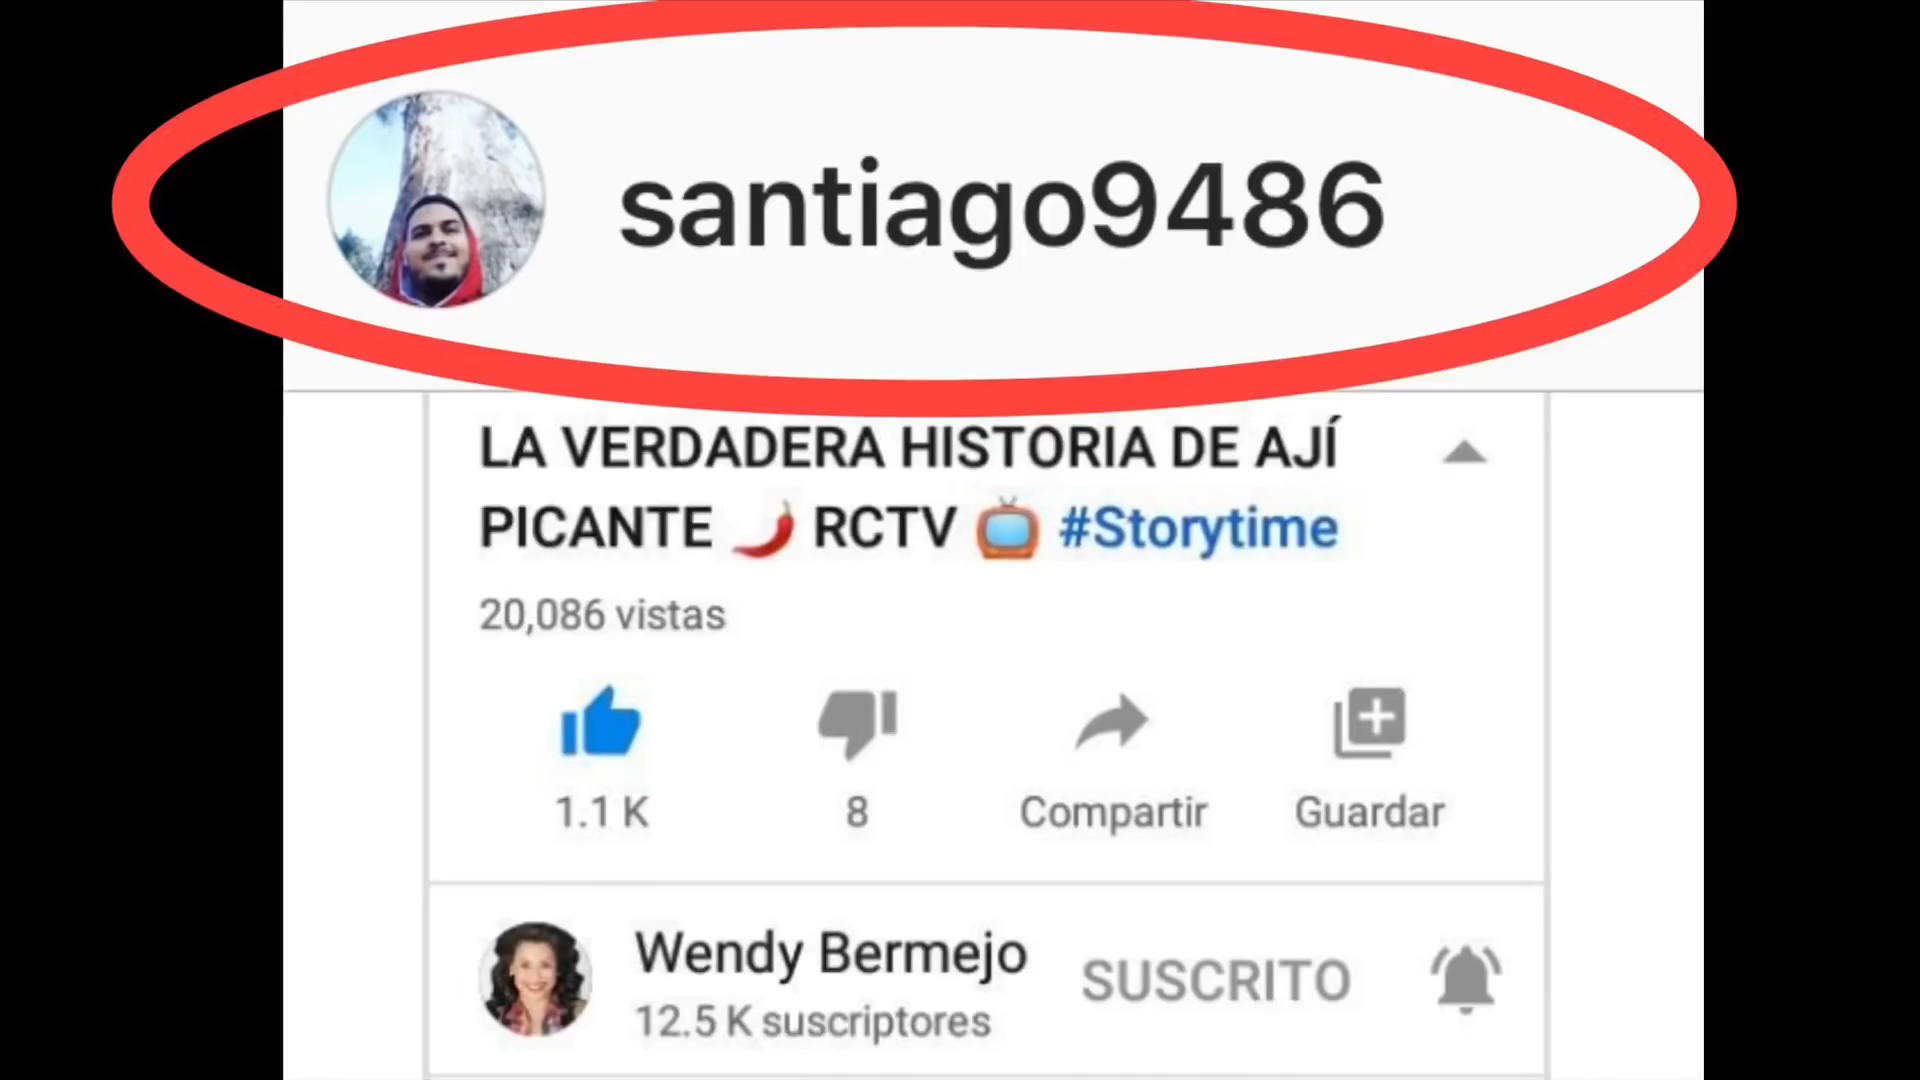 santiago9486
LA VERDADERA HISTORIA DE AJÍ
PICANTE 🌶️ RCTV 📺 #Storytime
20,086 vistas
1.1 K
8
Compartir
Guardar
Wendy Bermejo
SUSCRITO
12.5 K suscriptores